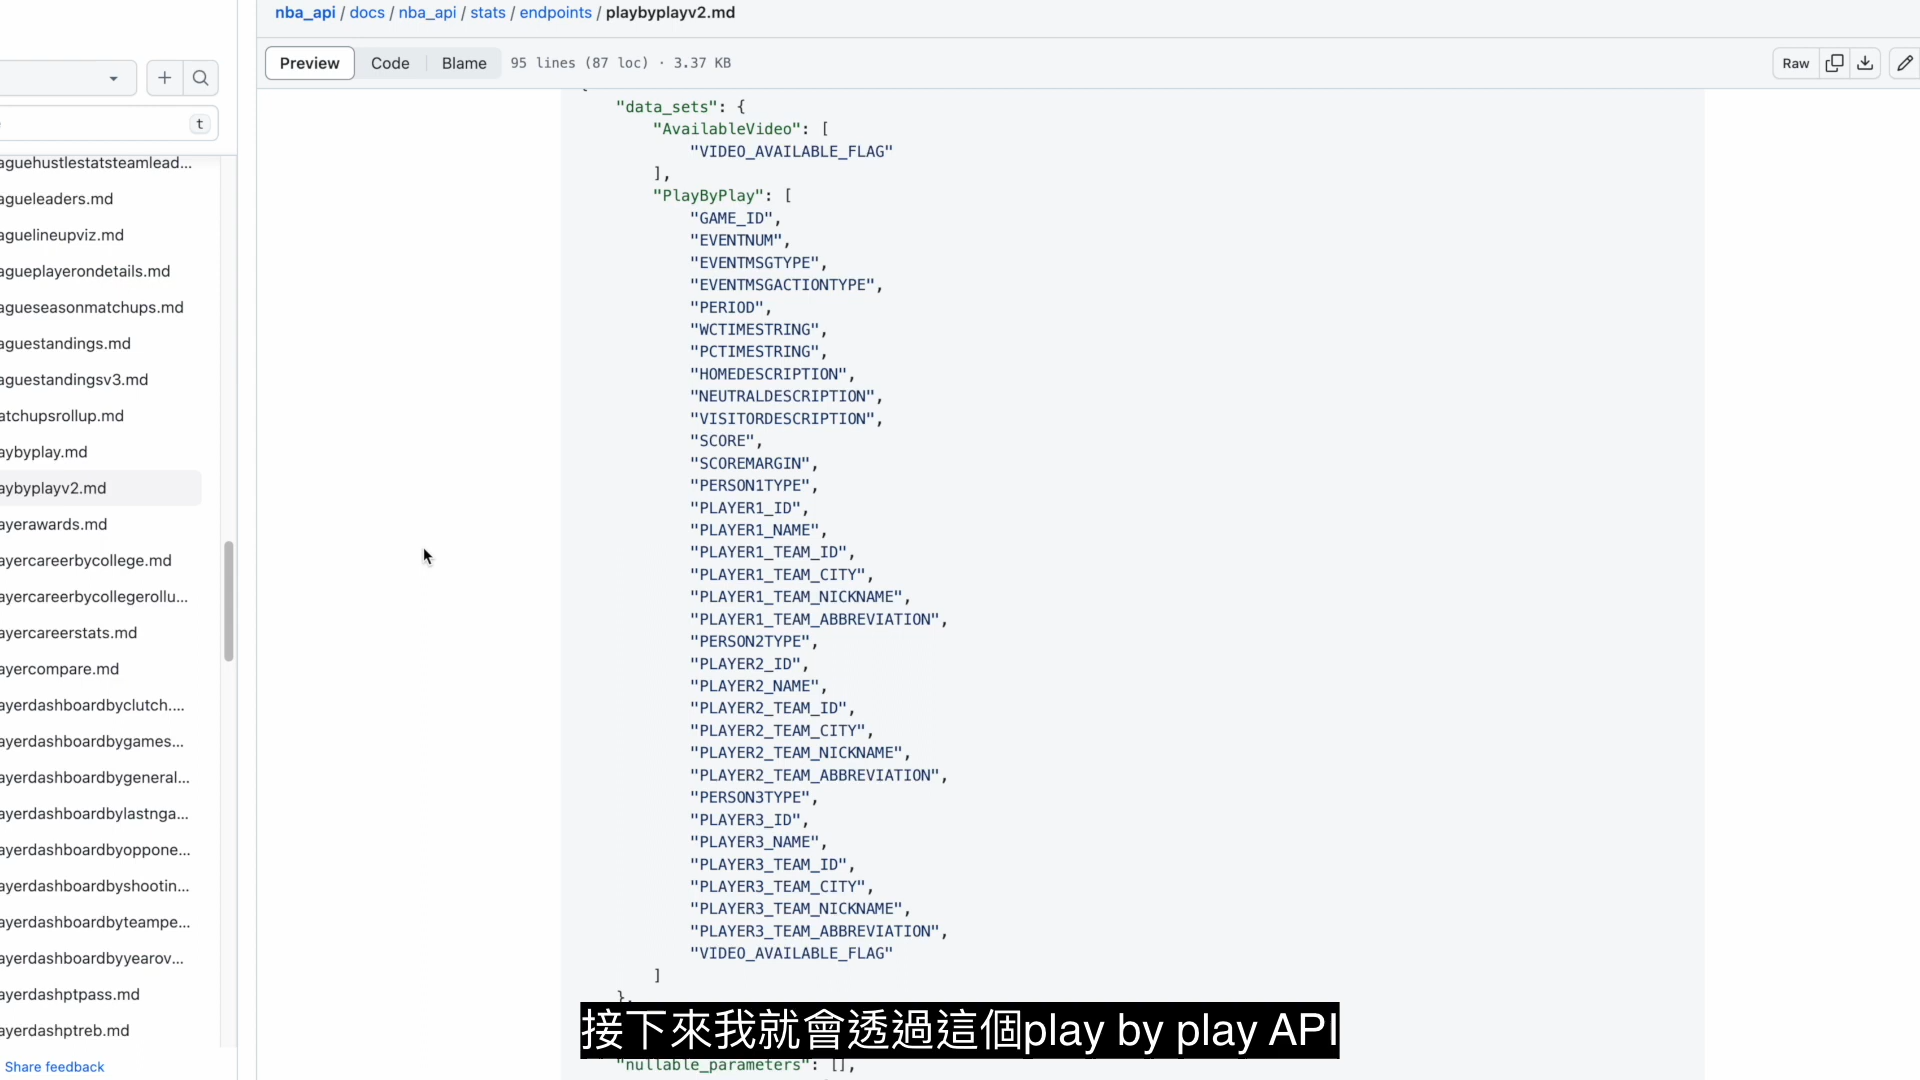 nba_api / docs / nba_api / stats / endpoints / playbyplayv2.md
Preview Code Blame 95 lines (87 loc) · 3.37 KB Raw
t
aguehustlestatsteamlead...
agueleaders.md
aguelineupviz.md
agueplayerondetails.md
agueseasonmatchups.md
aguestandings.md
aguestandingsv3.md
atchupsrollup.md
aybyplay.md
aybyplayv2.md
ayerawards.md
ayercareerbycollege.md
ayercareerbycollegerollu...
ayercareerstats.md
ayercompare.md
ayerdashboardbyclutch....
ayerdashboardbygames...
ayerdashboardbygeneral...
ayerdashboardbylastnga...
ayerdashboardbyoppone...
ayerdashboardbyshootin...
ayerdashboardbyteampe...
ayerdashboardbyyearov...
ayerdashptpass.md
ayerdashptreb.md
Share feedback
"data_sets": {
"AvailableVideo": [
"VIDEO_AVAILABLE_FLAG"
],
"PlayByPlay": [
"GAME_ID",
"EVENTNUM",
"EVENTMSGTYPE",
"EVENTMSGACTIONTYPE",
"PERIOD",
"WCTIMESTRING",
"PCTIMESTRING",
"HOMEDESCRIPTION",
"NEUTRALDESCRIPTION",
"VISITORDESCRIPTION",
"SCORE",
"SCOREMARGIN",
"PERSON1TYPE",
"PLAYER1_ID",
"PLAYER1_NAME",
"PLAYER1_TEAM_ID",
"PLAYER1_TEAM_CITY",
"PLAYER1_TEAM_NICKNAME",
"PLAYER1_TEAM_ABBREVIATION",
"PERSON2TYPE",
"PLAYER2_ID",
"PLAYER2_NAME",
"PLAYER2_TEAM_ID",
"PLAYER2_TEAM_CITY",
"PLAYER2_TEAM_NICKNAME",
"PLAYER2_TEAM_ABBREVIATION",
"PERSON3TYPE",
"PLAYER3_ID",
"PLAYER3_NAME",
"PLAYER3_TEAM_ID",
"PLAYER3_TEAM_CITY",
"PLAYER3_TEAM_NICKNAME",
"PLAYER3_TEAM_ABBREVIATION",
"VIDEO_AVAILABLE_FLAG"
]
},
接下來我就會透過這個play by play API
"nullable_parameters": [],